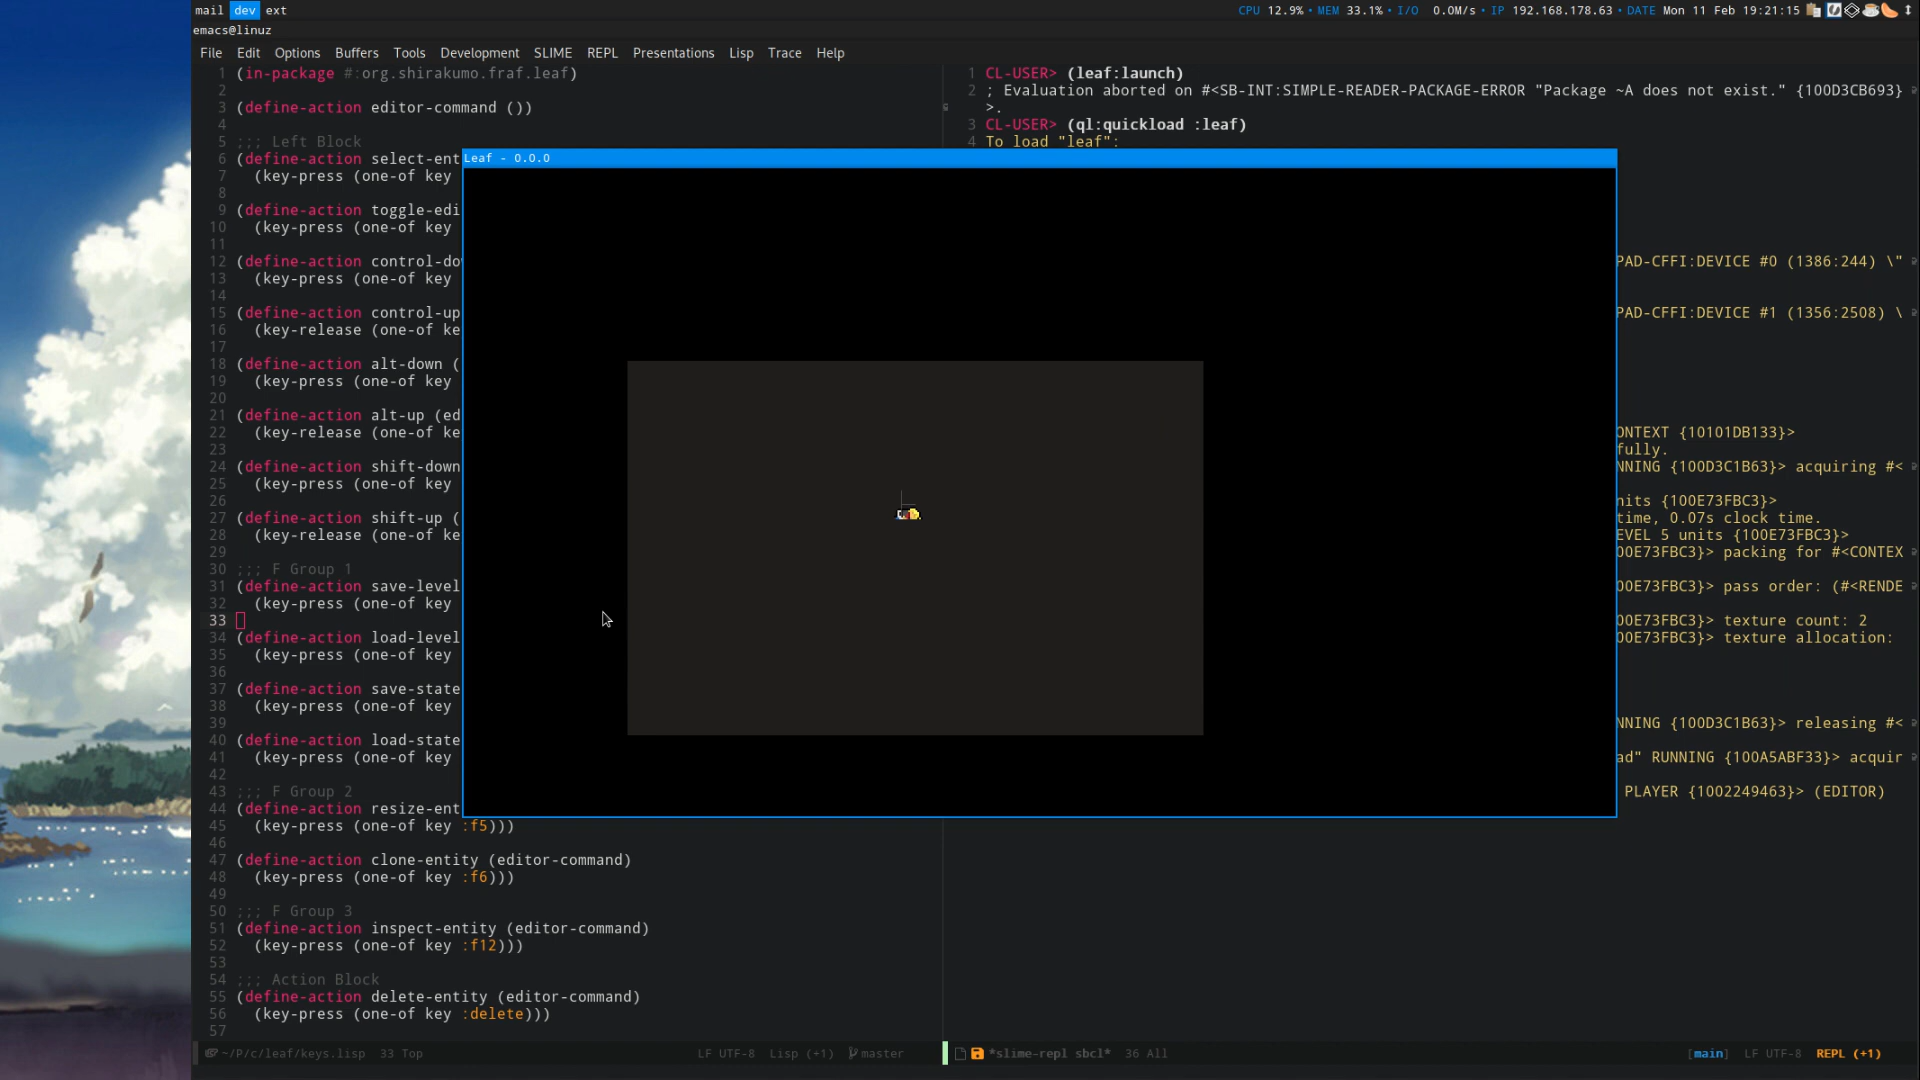 mail dev ext
CPU 12.9% • MEM 33.1% • I/O 0.0M/s • IP 192.168.178.63 • DATE Mon 11 Feb 19:21:15
emacs@linuz
File Edit Options Buffers Tools Development SLIME REPL Presentations Lisp Trace Help
1 (in-package #:org.shirakumo.fraf.leaf)
2
3 (define-action editor-command ())
4
5 ;;; Left Block
6 (define-action select-ent
7 (key-press (one-of key
8
9 (define-action toggle-edi
10 (key-press (one-of key
11
12 (define-action control-do
13 (key-press (one-of key
14
15 (define-action control-up
16 (key-release (one-of ke
17
18 (define-action alt-down (
19 (key-press (one-of key
20
21 (define-action alt-up (ed
22 (key-release (one-of ke
23
24 (define-action shift-down
25 (key-press (one-of key
26
27 (define-action shift-up (
28 (key-release (one-of ke
29
30 ;;; F Group 1
31 (define-action save-level
32 (key-press (one-of key
33
34 (define-action load-level
35 (key-press (one-of key
36
37 (define-action save-state
38 (key-press (one-of key
39
40 (define-action load-state
41 (key-press (one-of key
42
43 ;;; F Group 2
44 (define-action resize-ent
45 (key-press (one-of key :f5)))
46
47 (define-action clone-entity (editor-command)
48 (key-press (one-of key :f6)))
49
50 ;;; F Group 3
51 (define-action inspect-entity (editor-command)
52 (key-press (one-of key :f12)))
53
54 ;;; Action Block
55 (define-action delete-entity (editor-command)
56 (key-press (one-of key :delete)))
57
~/P/c/leaf/keys.lisp 33 Top LF UTF-8 Lisp (+1) master
1 CL-USER> (leaf:launch)
2 ; Evaluation aborted on #<SB-INT:SIMPLE-READER-PACKAGE-ERROR "Package ~A does not exist." {100D3CB693}
>.
3 CL-USER> (ql:quickload :leaf)
4 To load "leaf":
Leaf - 0.0.0
PAD-CFFI:DEVICE #0 (1386:244) \"
PAD-CFFI:DEVICE #1 (1356:2508) \
ONTEXT {10101DB133}>
fully.
NNING {100D3C1B63}> acquiring #<
nits {100E73FBC3}>
time, 0.07s clock time.
EVEL 5 units {100E73FBC3}>
00E73FBC3}> packing for #<CONTEX
00E73FBC3}> pass order: (#<RENDE
00E73FBC3}> texture count: 2
00E73FBC3}> texture allocation:
NNING {100D3C1B63}> releasing #<
ad" RUNNING {100A5ABF33}> acquir
PLAYER {1002249463}> (EDITOR)
*slime-repl sbcl* 36 All [main] LF UTF-8 REPL (+1)